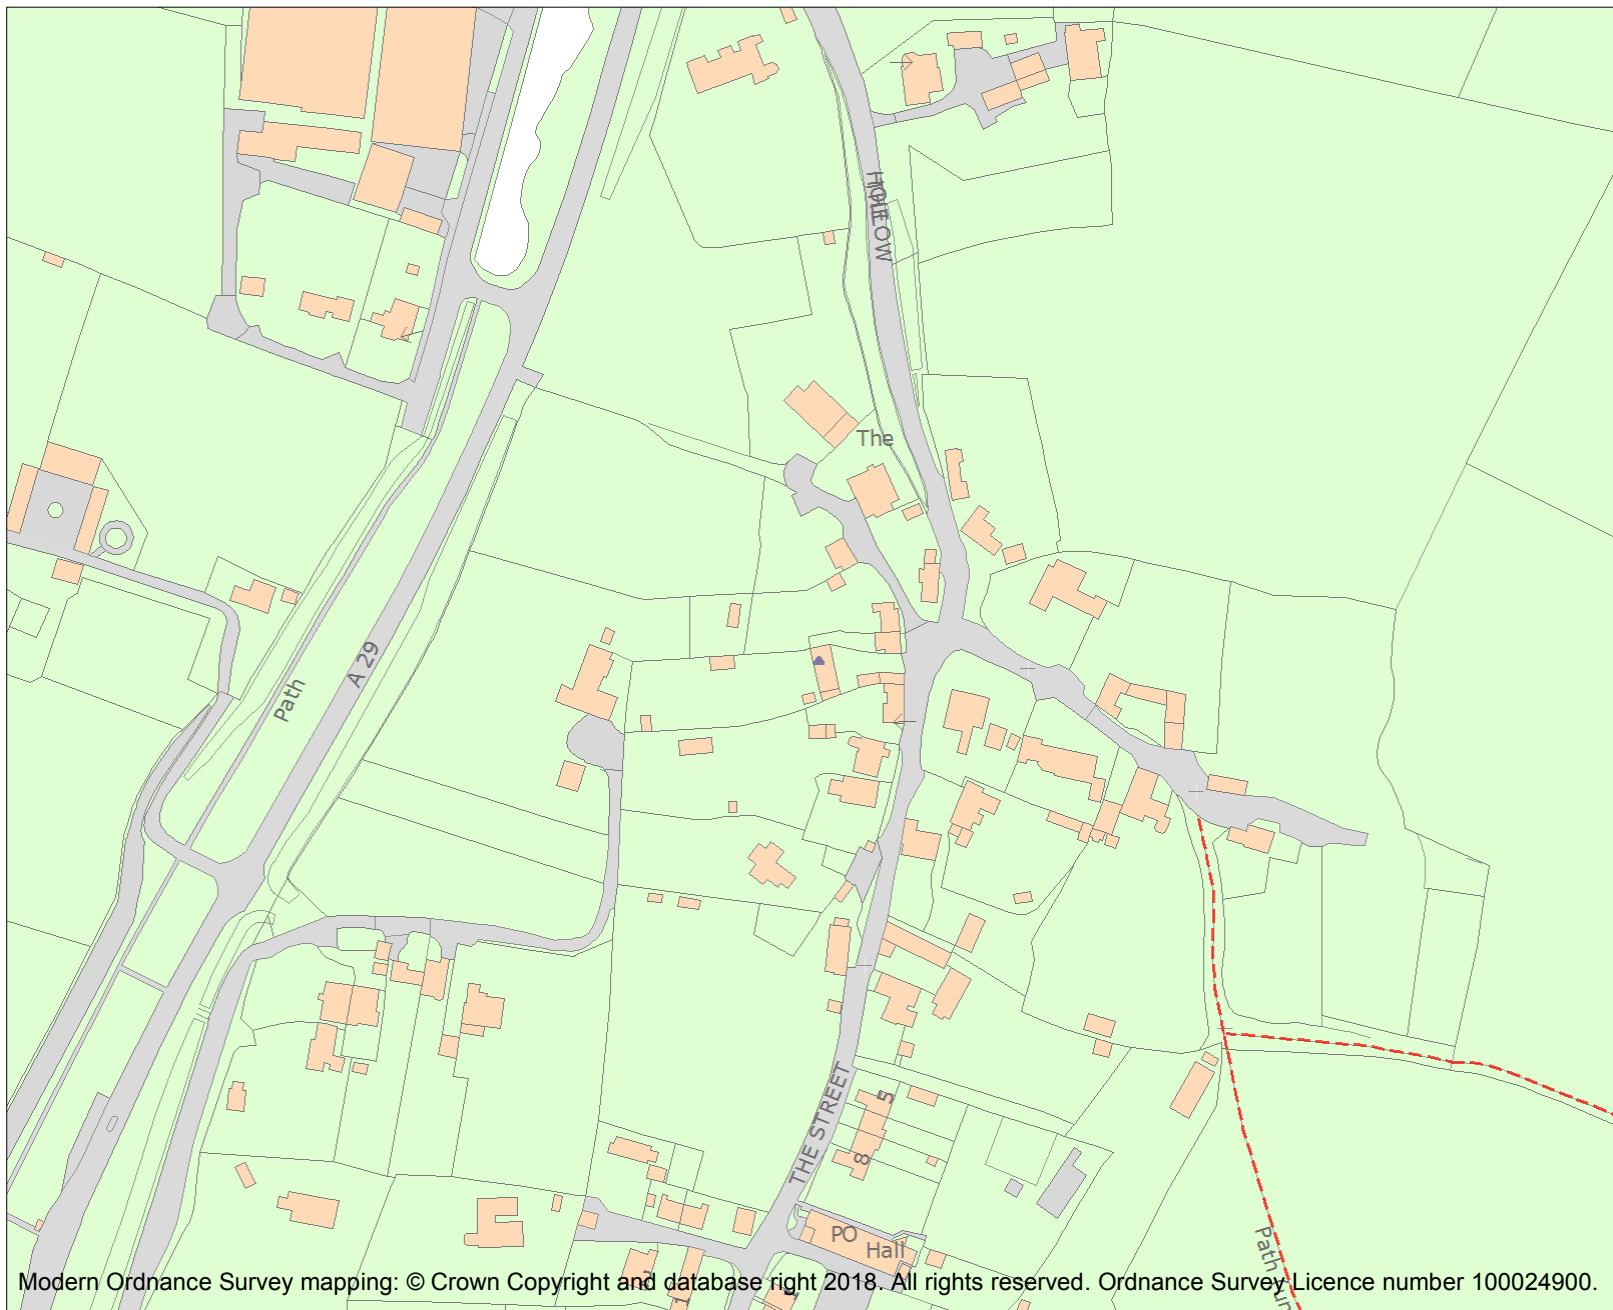 HOLLOW
The
A 29
Path
THE STREET
5
8
PO
Hall
Path
Modern Ordnance Survey mapping: © Crown Copyright and database right 2018. All rights reserved. Ordnance Survey Licence number 100024900.